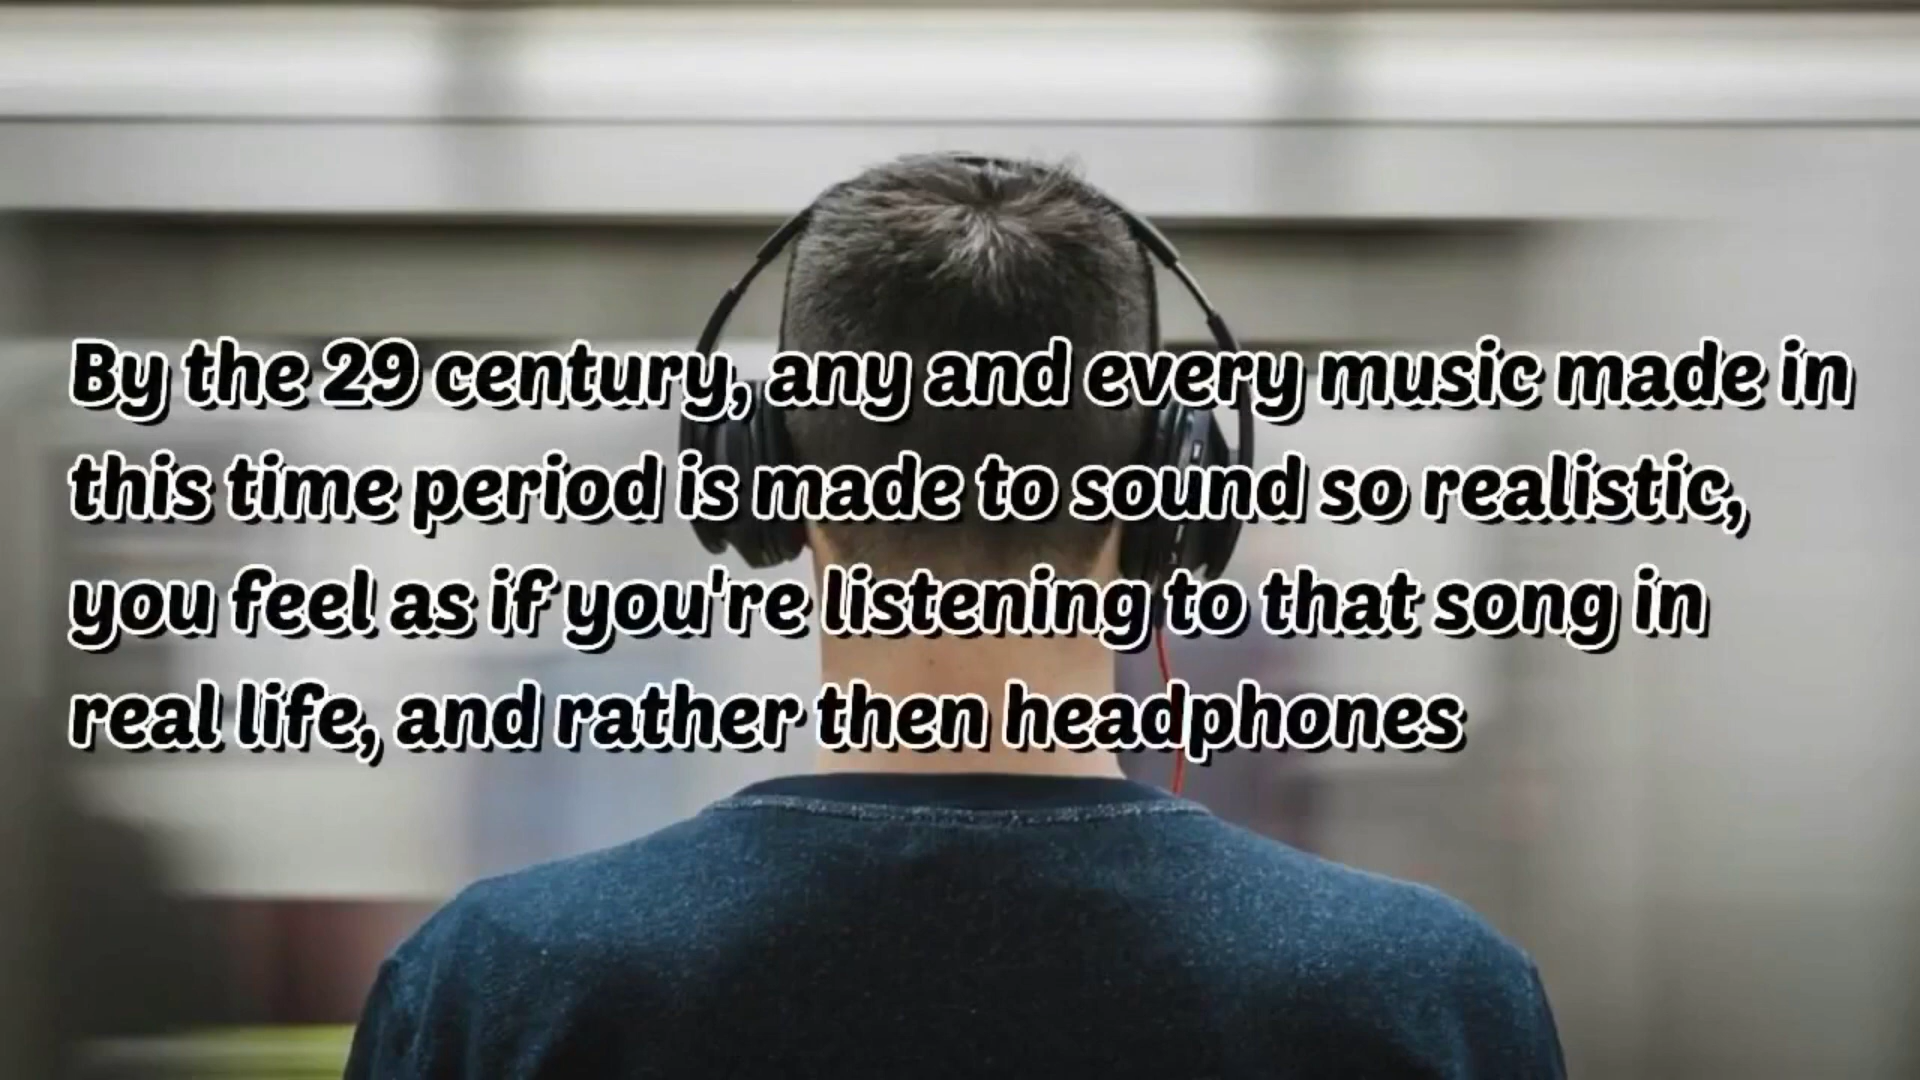 By the 29 century, any and every music made in
this time period is made to sound so realistic,
you feel as if you're listening to that song in
real life, and rather then headphones